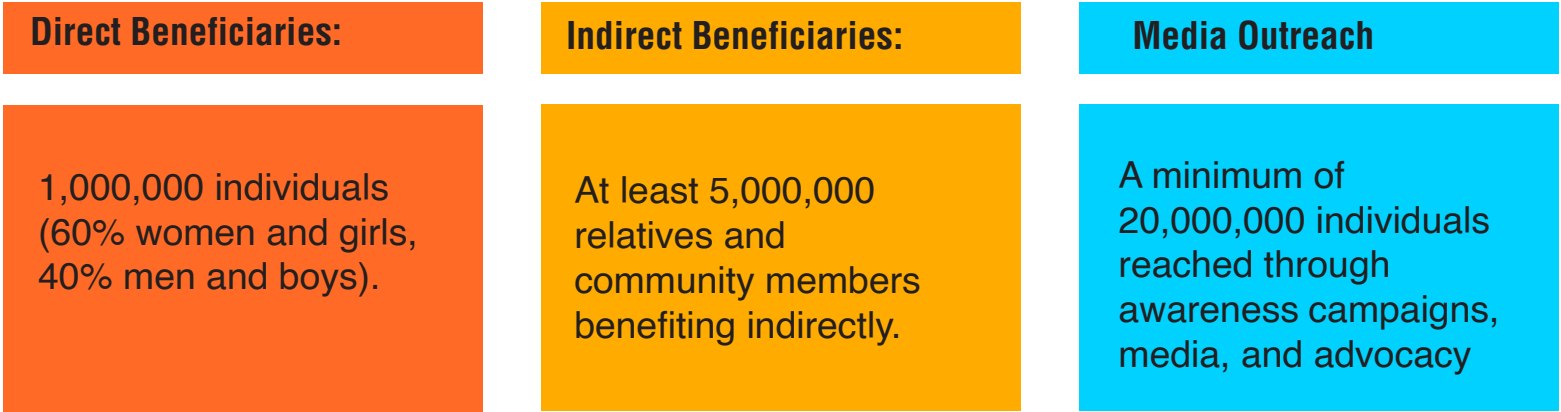 Direct Beneficiaries:
1,000,000 individuals
(60% women and girls,
40% men and boys).
Indirect Beneficiaries:
At least 5,000,000
relatives and
community members
benefiting indirectly.
Media Outreach
A minimum of
20,000,000 individuals
reached through
awareness campaigns,
media, and advocacy